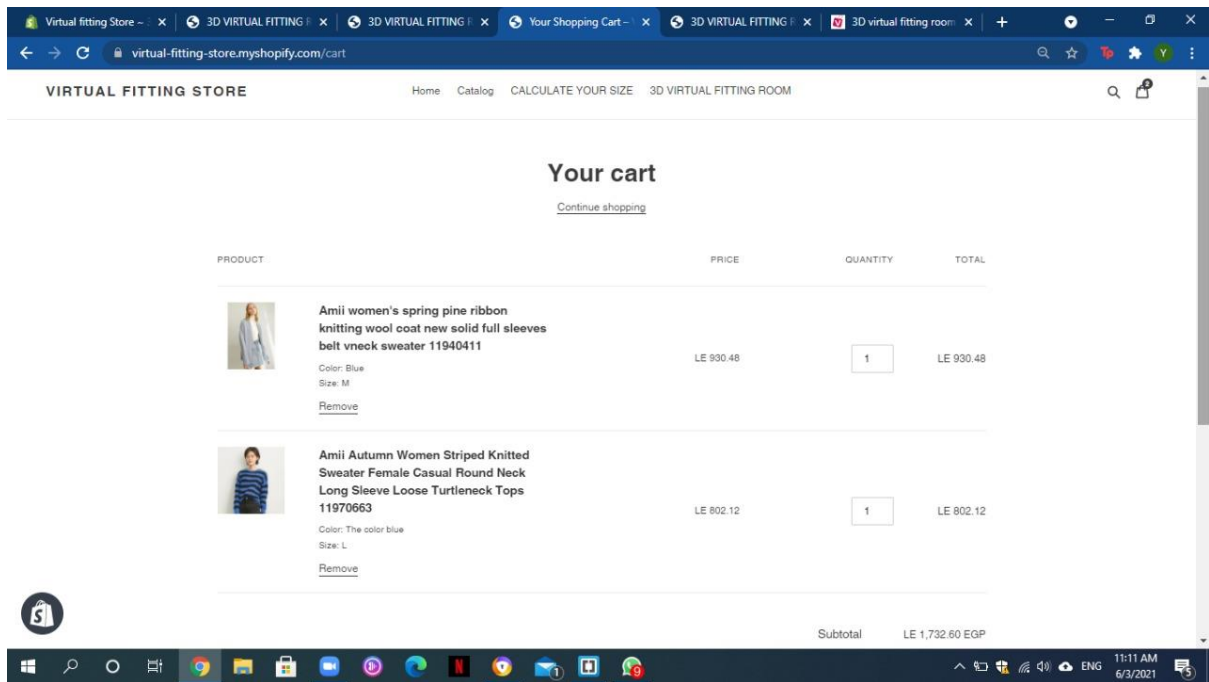 Virtual fitting Store ~
3D VIRTUAL FITTING R
3D VIRTUAL FITTING R
Your Shopping Cart –
3D VIRTUAL FITTING R
3D virtual fitting room
virtual-fitting-store.myshopify.com/cart
Tp
Y
VIRTUAL FITTING STORE
Home Catalog CALCULATE YOUR SIZE 3D VIRTUAL FITTING ROOM
2
Your cart
Continue shopping
PRODUCT PRICE QUANTITY TOTAL
Amii women's spring pine ribbon
knitting wool coat new solid full sleeves
belt vneck sweater 11940411
LE 930.48 1 LE 930.48
Color: Blue
Size: M
Remove
Amii Autumn Women Striped Knitted
Sweater Female Casual Round Neck
Long Sleeve Loose Turtleneck Tops
11970663
LE 802.12 1 LE 802.12
Color: The color blue
Size: L
Remove
Subtotal LE 1,732.60 EGP
ENG
11:11 AM
6/3/2021